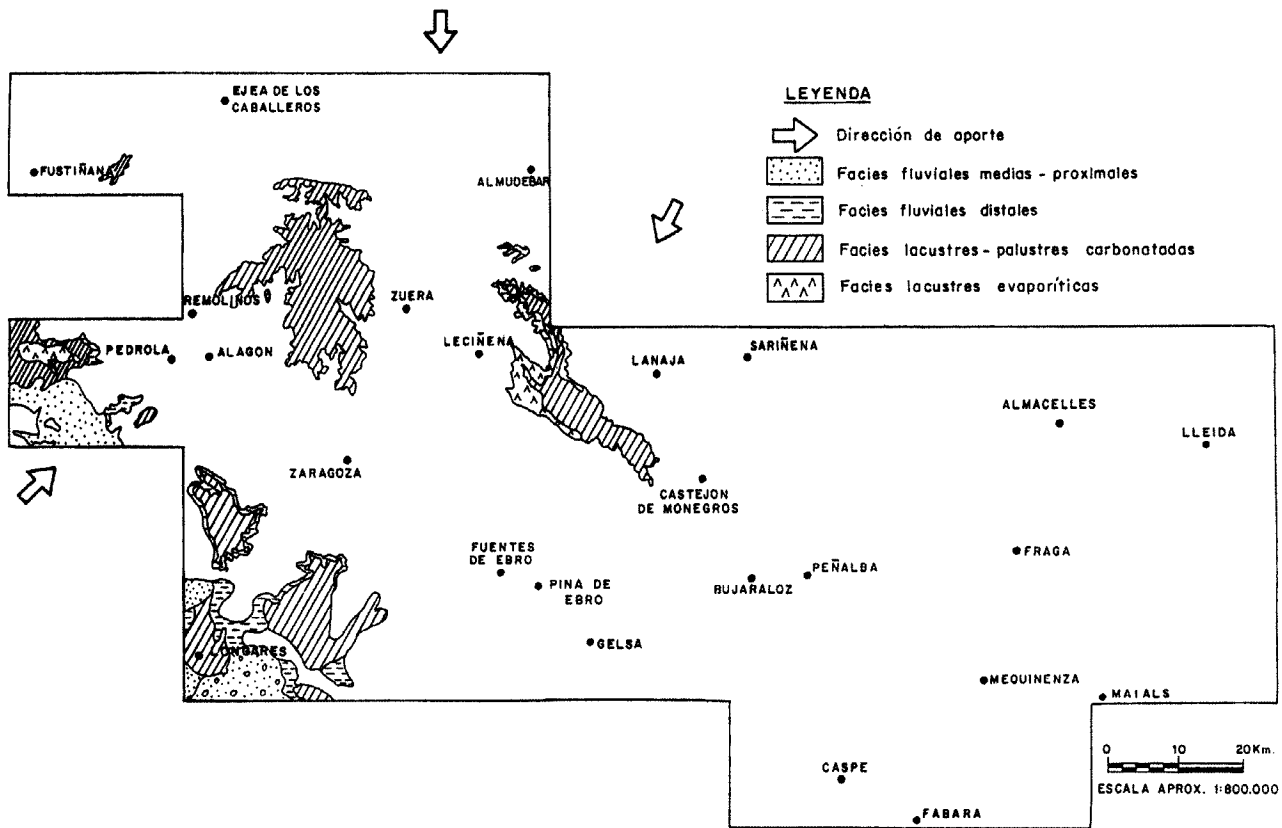 EJEA DE LOS
CABALLEROS
FUSTIÑANA
ALMUDEBAR
LEYENDA
Dirección de aporte
Facies fluviales medias - proximales
Facies fluviales distales
Facies lacustres - palustres carbonatadas
Facies lacustres evaporíticas
REMOLINOS
ZUERA
PEDROLA
ALAGON
LECIÑENA
LANAJA
SARIÑENA
ALMACELLES
LLEIDA
ZARAGOZA
CASTEJON
DE MONEGROS
FUENTES
DE EBRO
PINA DE
EBRO
BUJARALOZ
PEÑALBA
FRAGA
GELSA
LONGARES
MEQUINENZA
MAIALS
CASPE
FABARA
0 10 20 Km.
ESCALA APROX. 1:800.000